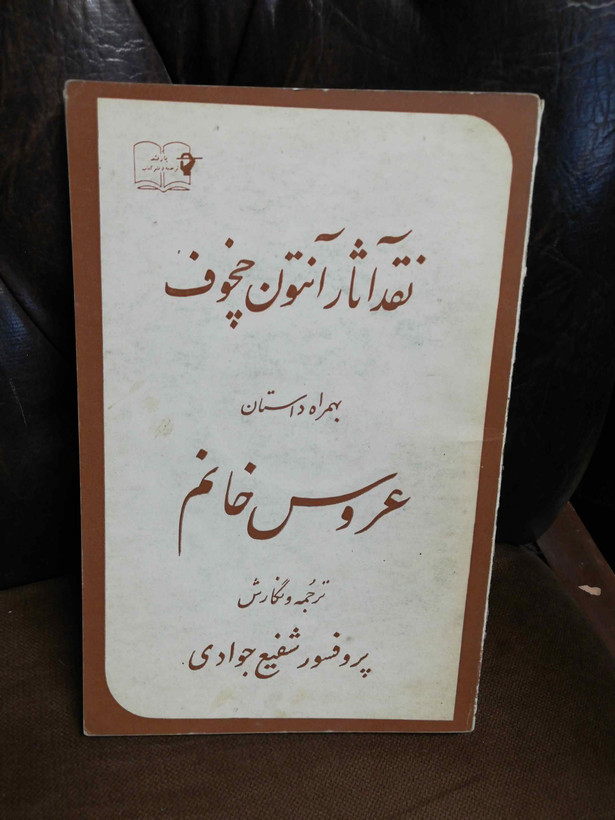 نقد آثار آنتون چخوف
بهمراه داستان
عروس خانم
ترجمه و نگارش
پروفسور شفیع جوادی